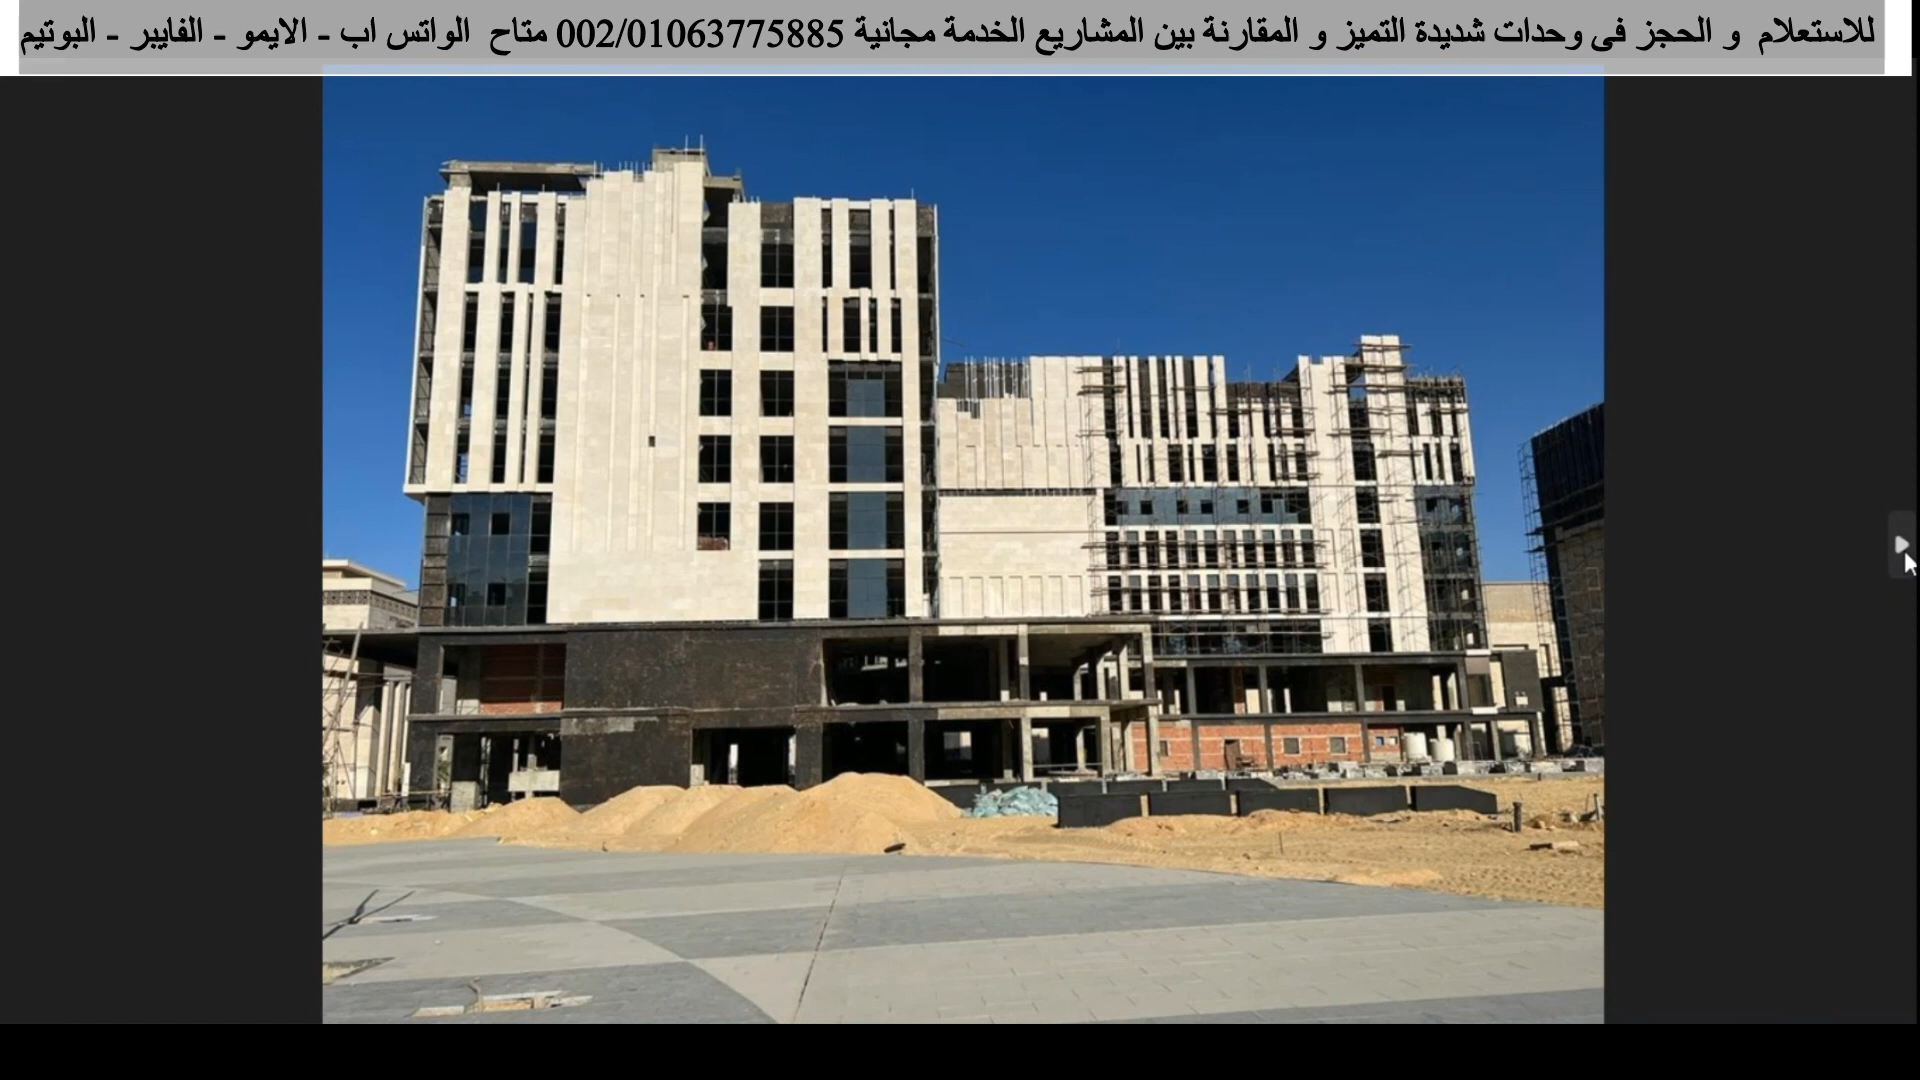 للاستعلام و الحجز فى وحدات شديدة التميز و المقارنة بين المشاريع الخدمة مجانية 002/01063775885 متاح الواتس اب - الايمو - الفايبر - البوتيم